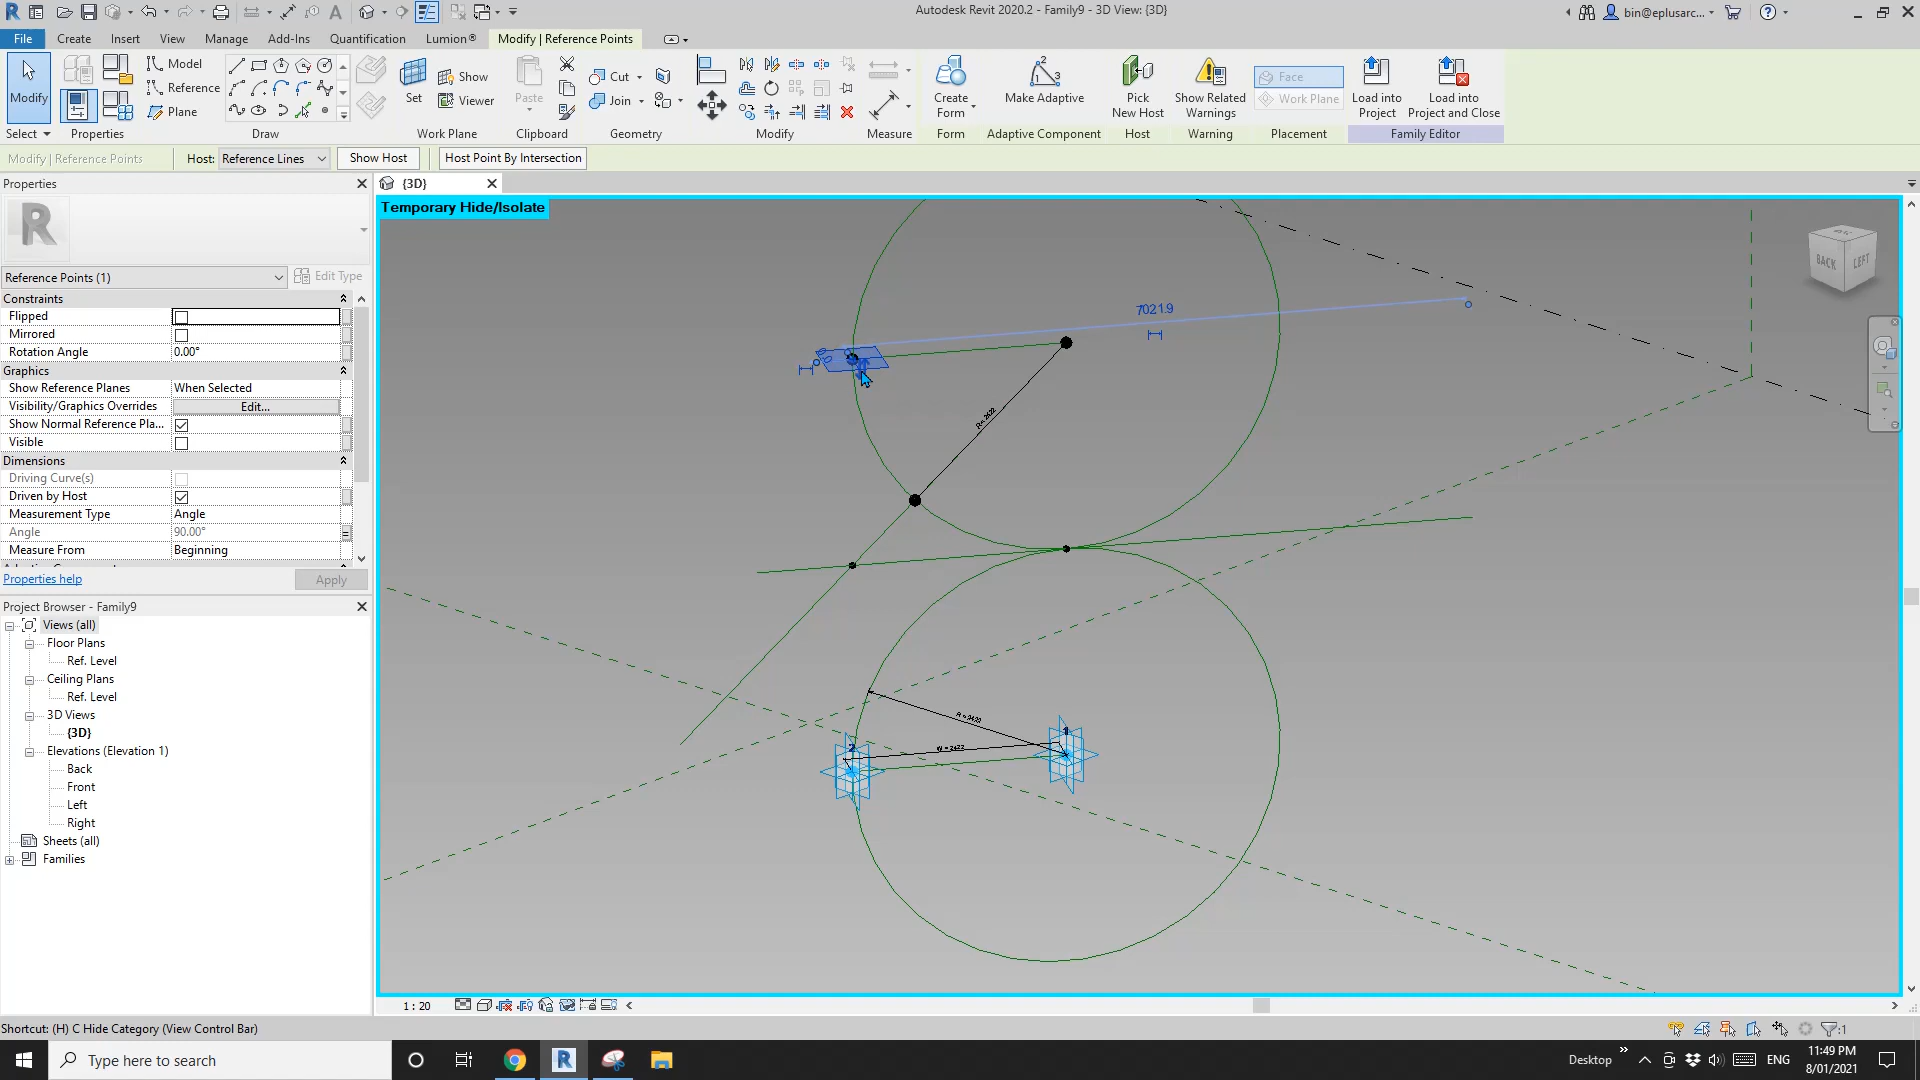 Autodesk Revit 2020.2 - Family9 - 3D View: {3D}
bin@eplusarc...
File
Create
Insert
View
Manage
Add-Ins
Quantification
Lumion®
Modify | Reference Points
Modify
Model
Reference
Plane
Set
Show
Viewer
Paste
Cut
Join
Create
Form
Make Adaptive
Pick
New Host
Show Related
Warnings
Face
Work Plane
Load into
Project
Load into
Project and Close
Select
Properties
Draw
Work Plane
Clipboard
Geometry
Modify
Measure
Form
Adaptive Component
Host
Warning
Placement
Family Editor
Modify | Reference Points
Host:
Reference Lines
Show Host
Host Point By Intersection
Properties
{3D}
Temporary Hide/Isolate
Reference Points (1)
Edit Type
Constraints
Flipped
Mirrored
Rotation Angle
0.00°
Graphics
Show Reference Planes
When Selected
Visibility/Graphics Overrides
Edit...
Show Normal Reference Pla...
Visible
Dimensions
Driving Curve(s)
Driven by Host
Measurement Type
Angle
Angle
90.00°
Measure From
Beginning
Properties help
Apply
Project Browser - Family9
Views (all)
Floor Plans
Ref. Level
Ceiling Plans
Ref. Level
3D Views
{3D}
Elevations (Elevation 1)
Back
Front
Left
Right
Sheets (all)
Families
7021.9
BACK
LEFT
2
1
1 : 20
Shortcut: (H) C Hide Category (View Control Bar)
:1
Type here to search
Desktop
ENG
11:49 PM
8/01/2021